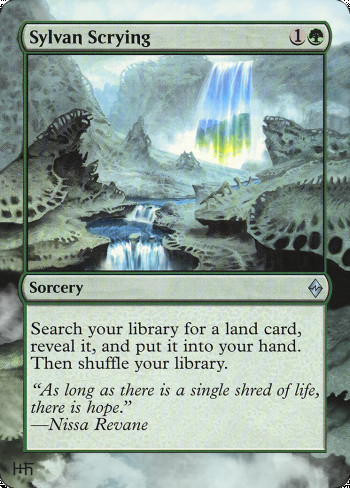 Sylvan Scrying 1
Sorcery
Search your library for a land card,
reveal it, and put it into your hand.
Then shuffle your library.
“As long as there is a single shred of life,
there is hope.”
—Nissa Revane